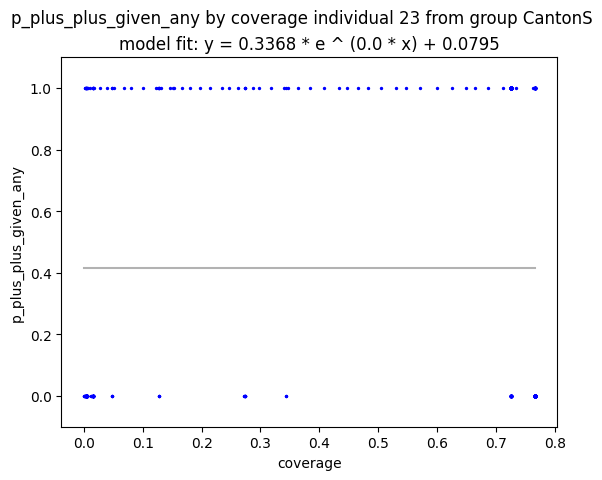 p_plus_plus_given_any by coverage individual 23 from group CantonS
model fit: y = 0.3368 * e ^ (0.0 * x) + 0.0795
p_plus_plus_given_any
1.0
0.8
0.6
0.4
0.2
0.0
0.0 0.1 0.2 0.3 0.4 0.5 0.6 0.7 0.8
coverage